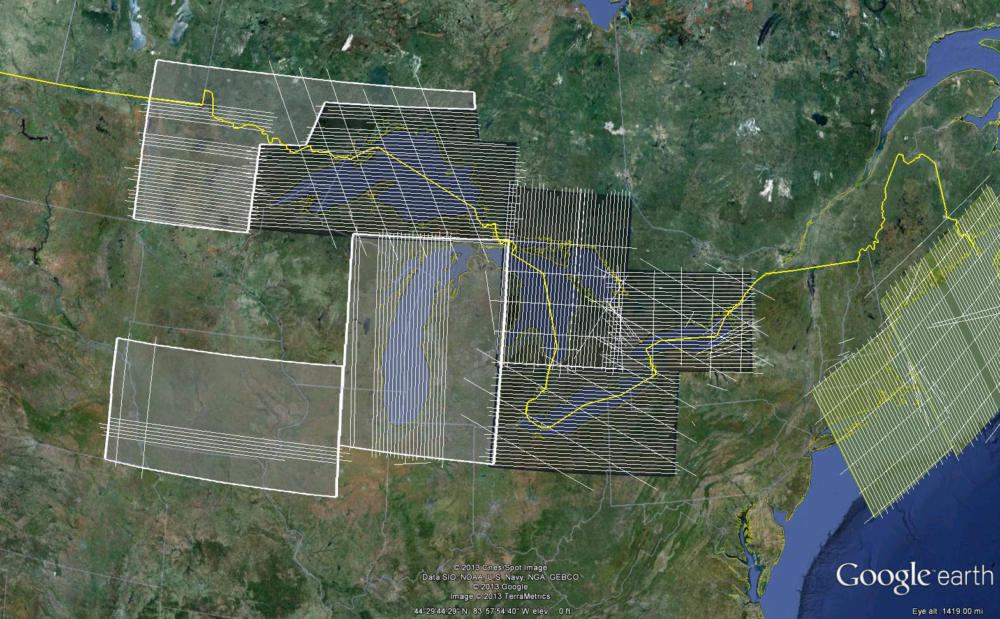 © 2013 Cnes/Spot Image
Data SIO, NOAA, U.S. Navy, NGA, GEBCO
© 2013 Google
Image © 2013 TerraMetrics
Google earth
44°29'44.29" N 83°57'54.40" W elev 0 ft
Eye alt 1419.00 mi